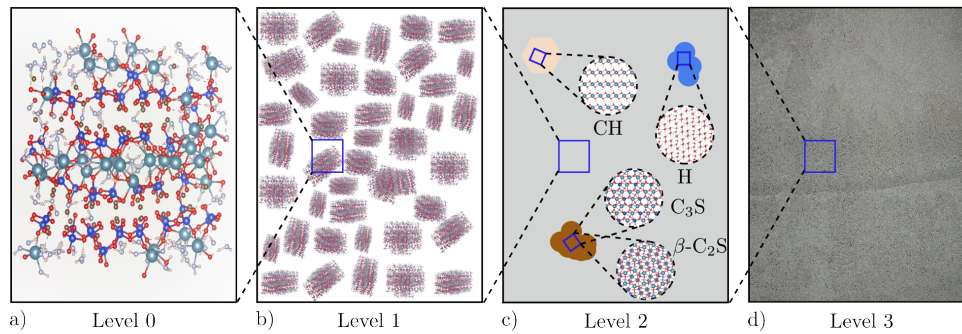 CH
H
C₃S
β-C₂S
a) Level 0
b) Level 1
c) Level 2
d) Level 3